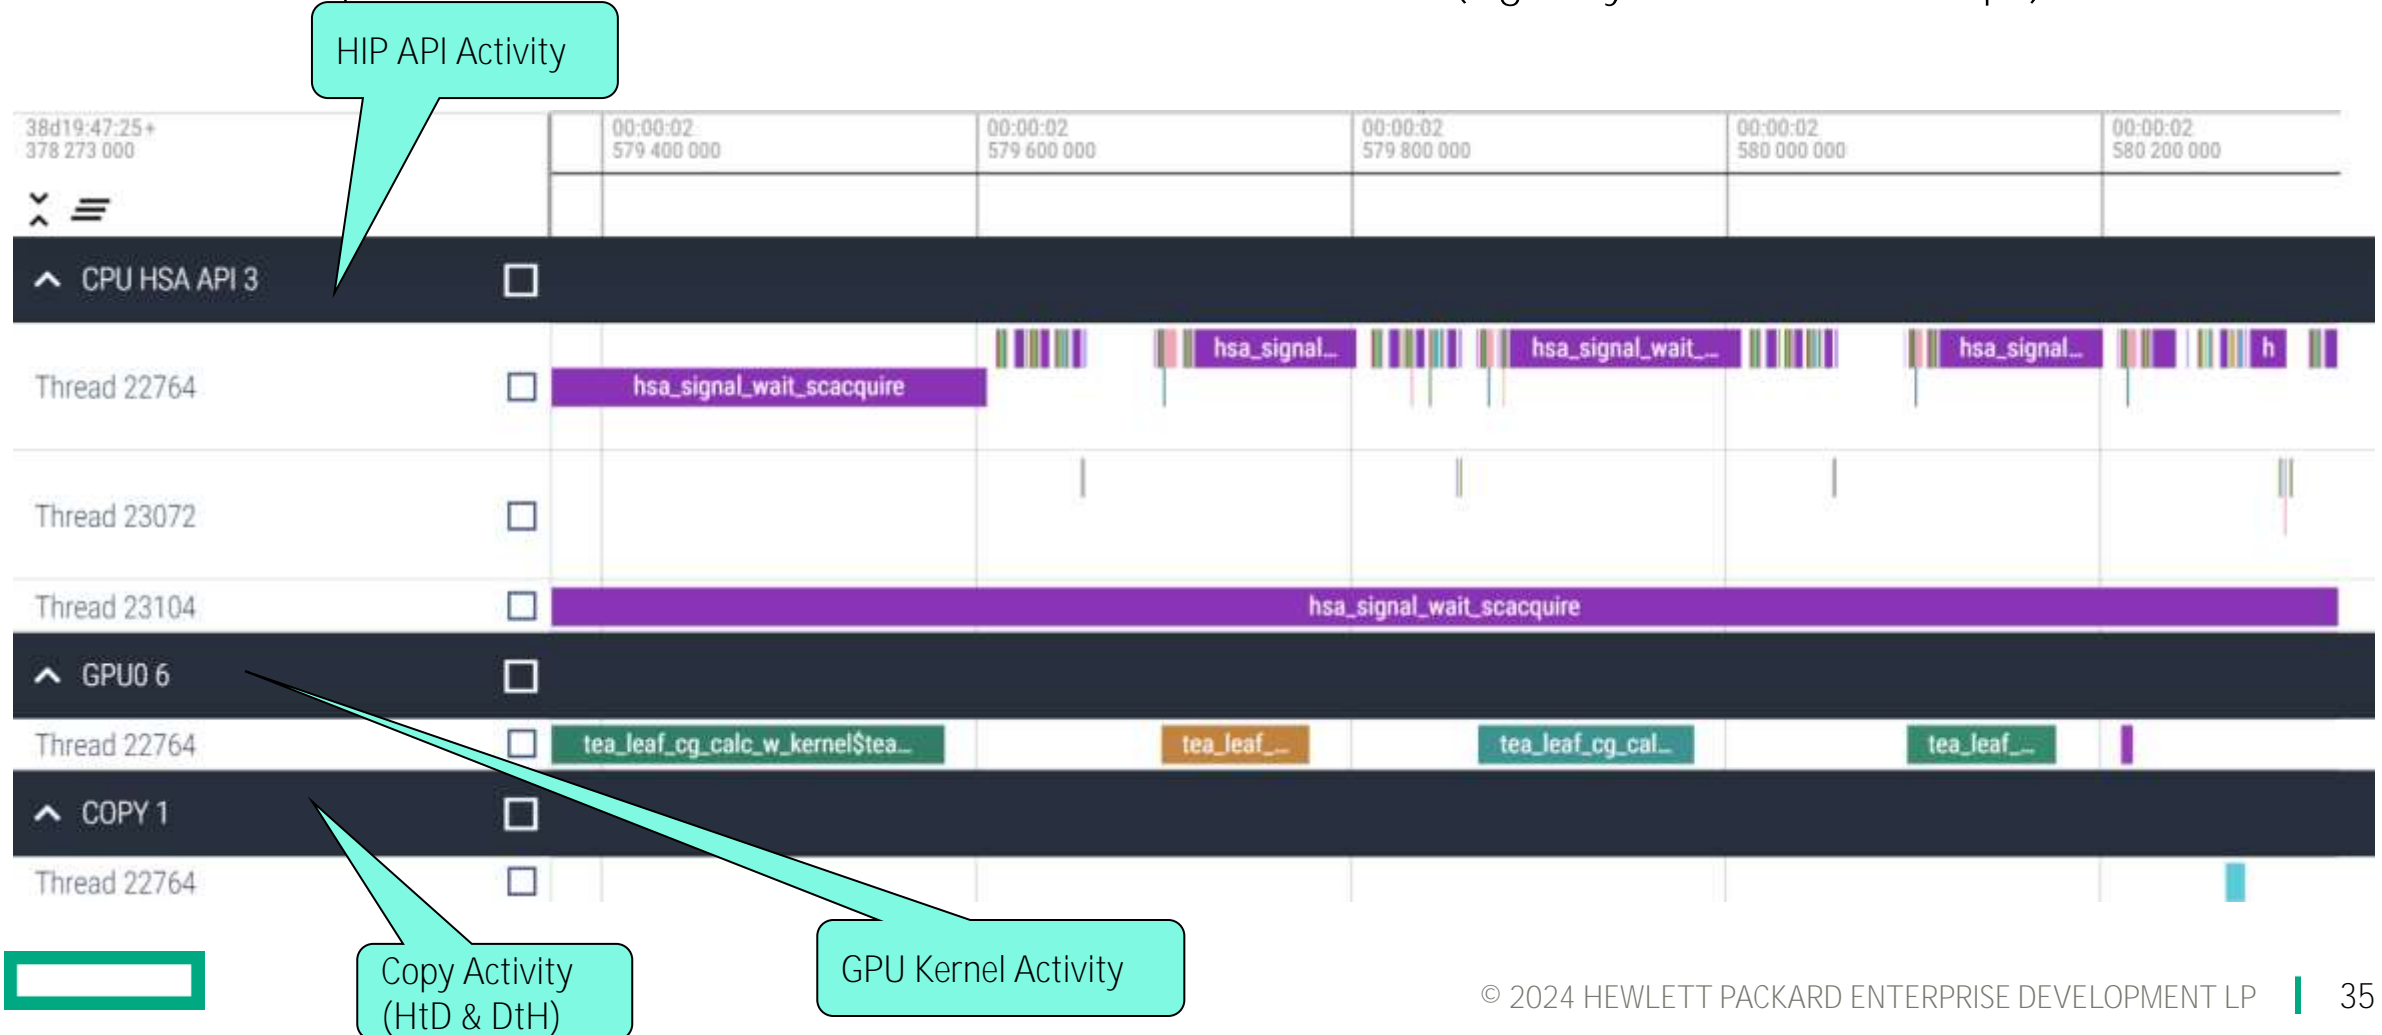 HIP API Activity
38d19:47:25+
378 273 000
00:00:02
579 400 000
00:00:02
579 600 000
00:00:02
579 800 000
00:00:02
580 000 000
00:00:02
580 200 000
CPU HSA API 3
Thread 22764
hsa_signal_wait_scacquire
hsa_signal...
hsa_signal_wait_...
hsa_signal...
h
Thread 23072
Thread 23104
hsa_signal_wait_scacquire
GPU0 6
Thread 22764
tea_leaf_cg_calc_w_kernel$tea...
tea_leaf_...
tea_leaf_cg_cal...
tea_leaf_...
COPY 1
Thread 22764
Copy Activity
(HtD & DtH)
GPU Kernel Activity
© 2024 HEWLETT PACKARD ENTERPRISE DEVELOPMENT LP
35